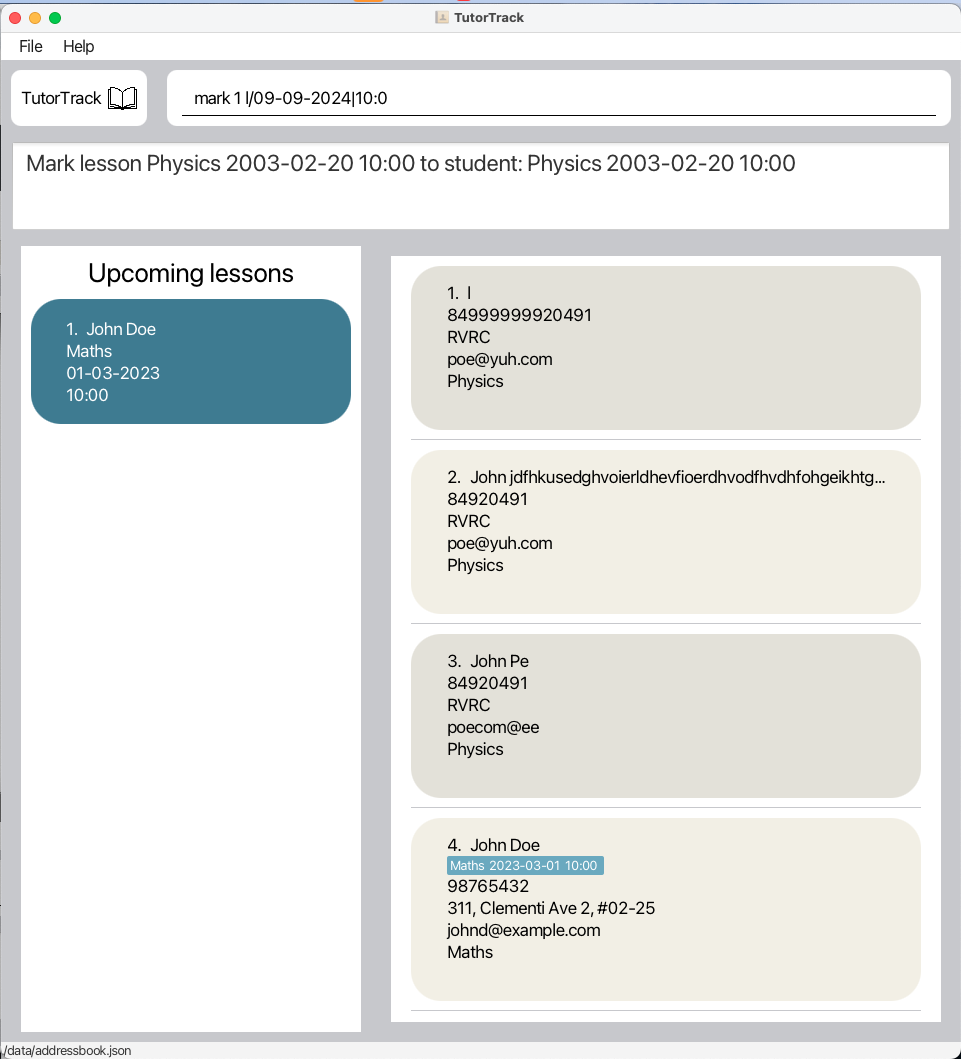 TutorTrack
File Help
TutorTrack
mark 1 l/09-09-2024|10:0
Mark lesson Physics 2003-02-20 10:00 to student: Physics 2003-02-20 10:00
Upcoming lessons
1. John Doe
Maths
01-03-2023
10:00
1. l
84999999920491
RVRC
poe@yuh.com
Physics
2. John jdfhkusedghvoierldhevfioerdhvodfhvdhfohgeikhtg...
84920491
RVRC
poe@yuh.com
Physics
3. John Pe
84920491
RVRC
poecom@ee
Physics
4. John Doe
Maths 2023-03-01 10:00
98765432
311, Clementi Ave 2, #02-25
johnd@example.com
Maths
/data/addressbook.json